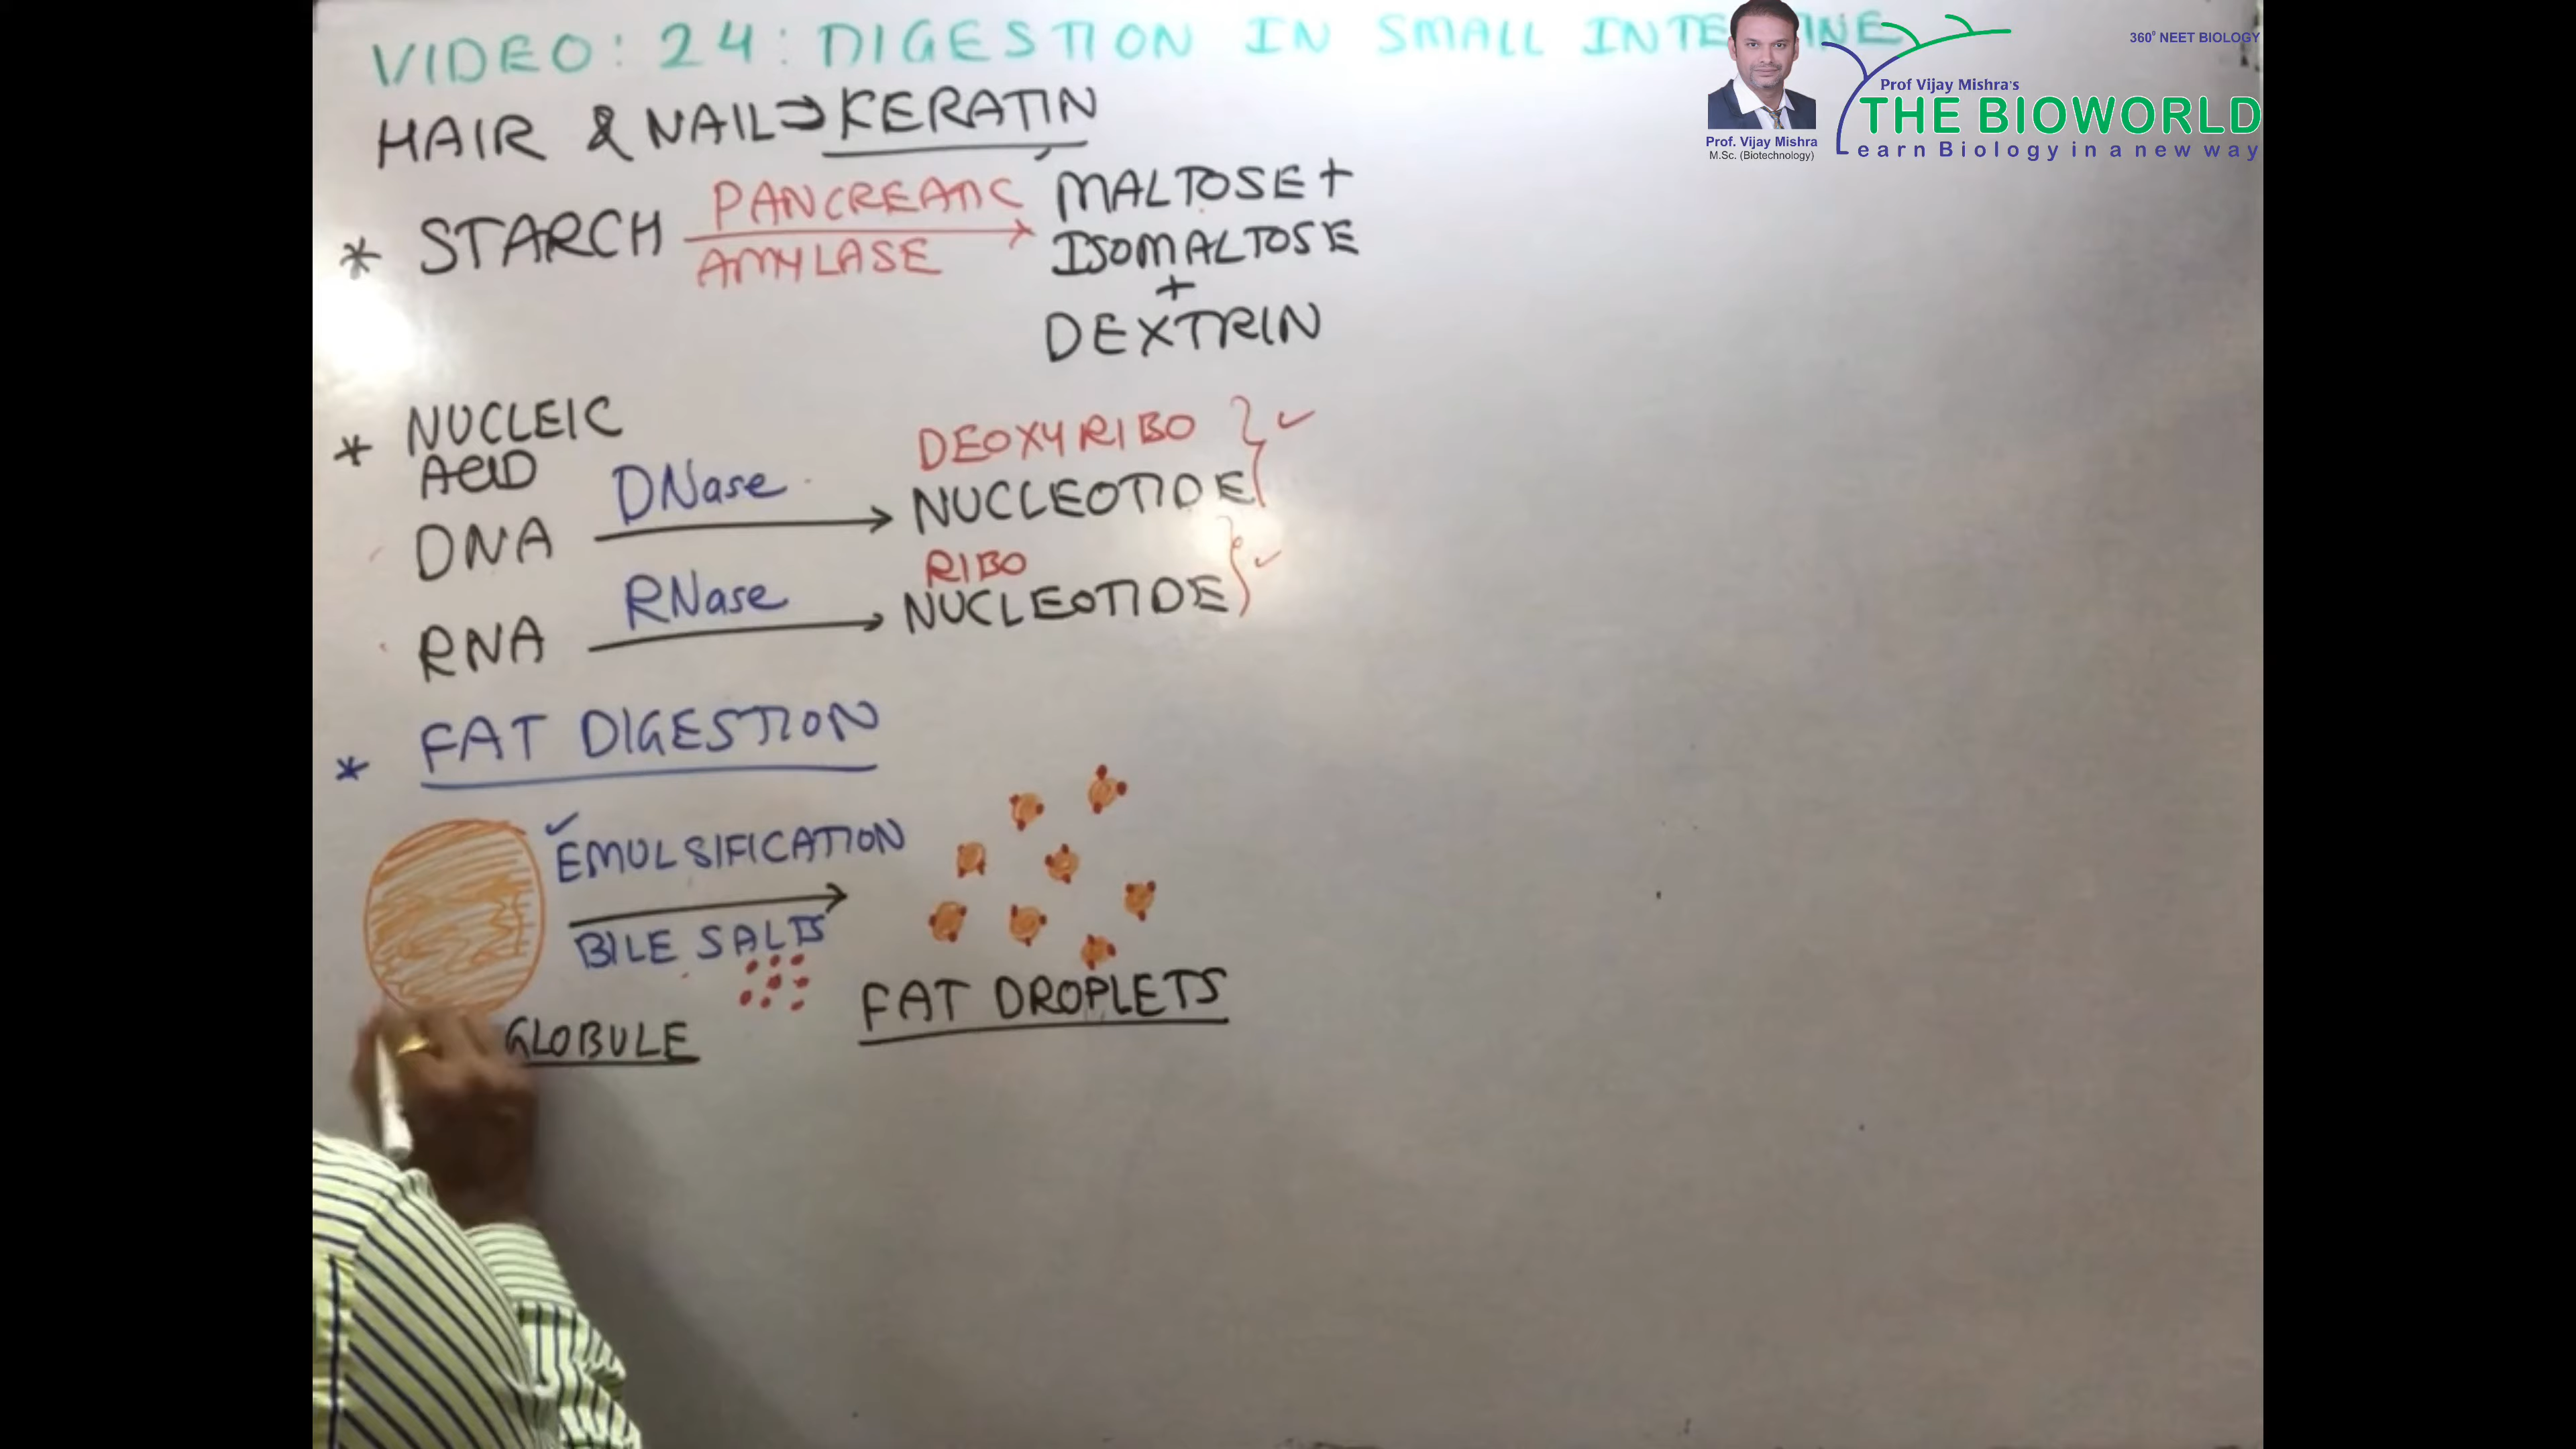 VIDEO: 24: DIGESTION IN SMALL INTE INE
360° NEET BIOLOGY
Prof Vijay Mishra's
THE BIOWORLD
Learn Biology in a new way
Prof. Vijay Mishra
M.Sc. (Biotechnology)
HAIR & NAIL ⇒ KERATIN
* STARCH PANCREATIC AMYLASE → MALTOSE +
ISOMALTOSE
+
DEXTRIN
* NUCLEIC
ACID
DNA DNase → DEOXYRIBO
NUCLEOTIDE
RNA RNase → RIBO
NUCLEOTIDE
* FAT DIGESTION
EMULSIFICATION
BILE SALTS
GLOBULE
FAT DROPLETS